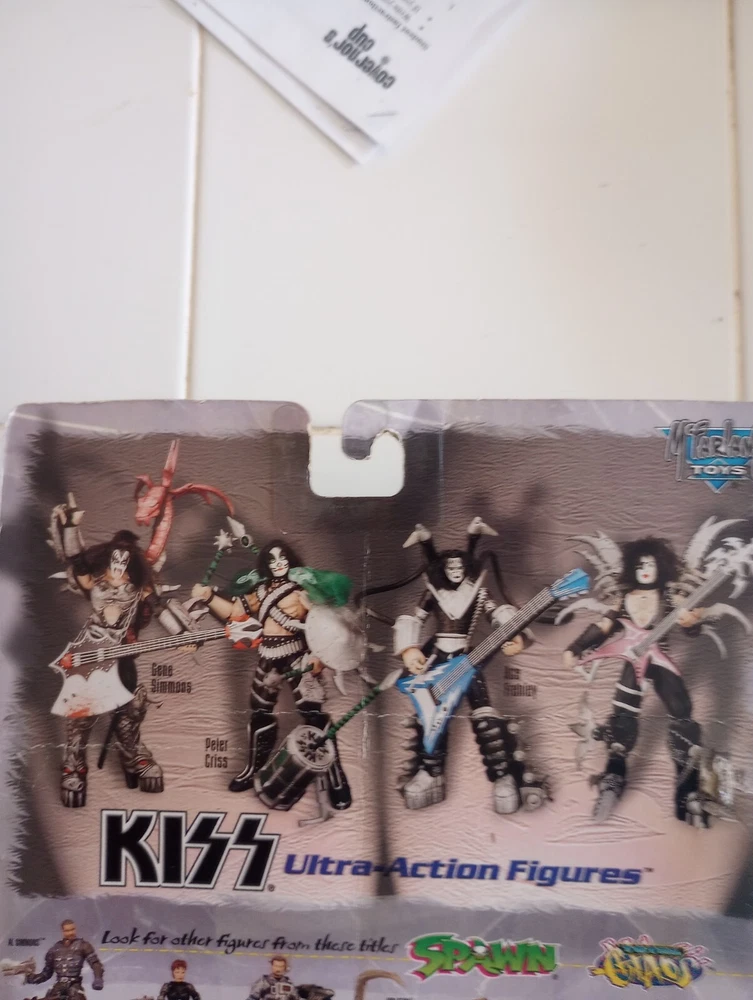 governor's
cup
McFarlane
TOYS
Gene
Simmons
Ace
Frehley
Peter
Criss
KISS®
Ultra-Action Figures™
Look for other figures from these titles
SPAWN